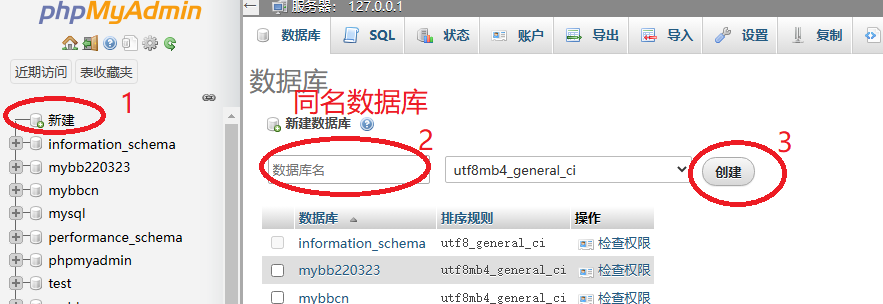 phpMyAdmin
近期访问 表收藏夹
1
新建
information_schema
mybb220323
mybbcn
mysql
performance_schema
phpmyadmin
test
服务器： 127.0.0.1
数据库 SQL 状态 账户 导出 导入 设置 复制
数据库
同名数据库
新建数据库
2
3
数据库名 utf8mb4_general_ci 创建
数据库 排序规则 操作
information_schema utf8_general_ci 检查权限
mybb220323 utf8mb4_general_ci 检查权限
mybbcn utf8mb4_general_ci 检查权限